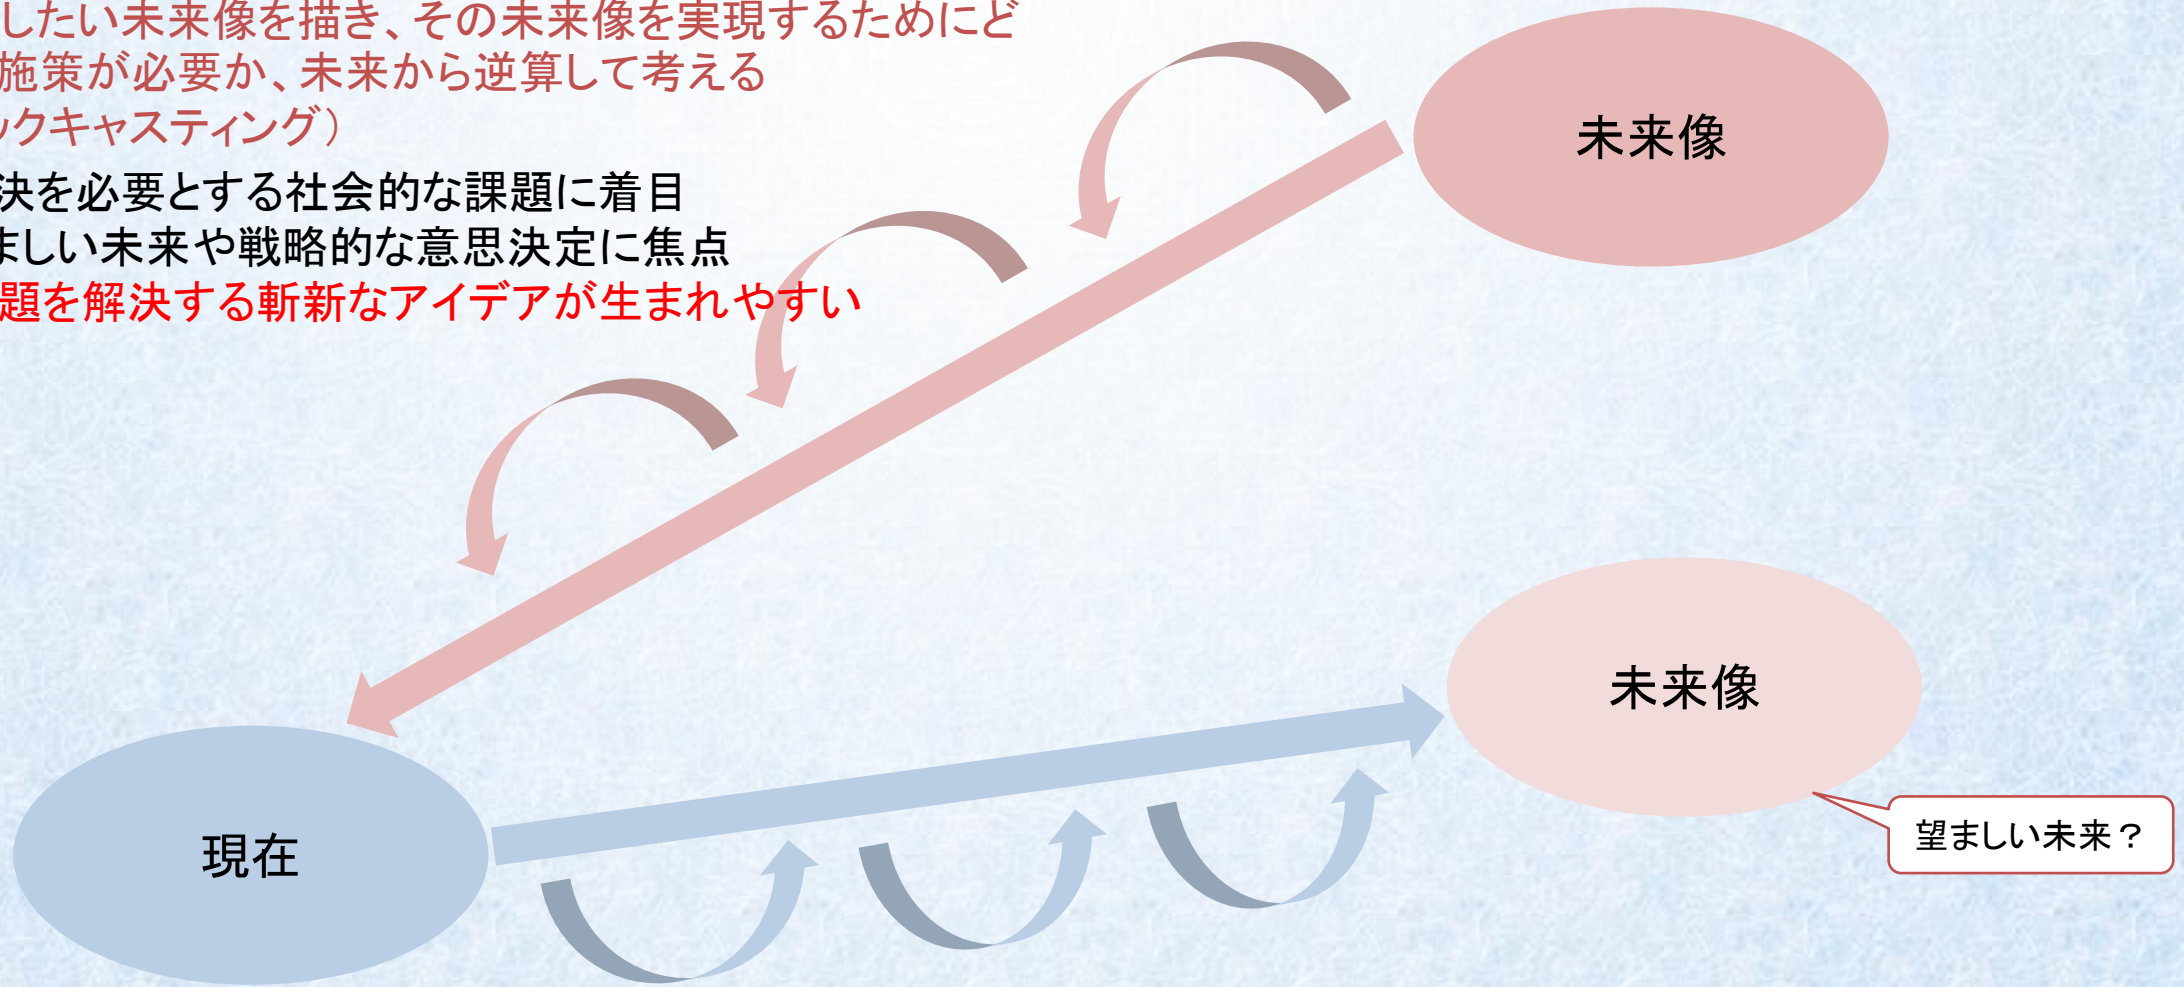 したい未来像を描き、その未来像を実現するためにど
施策が必要か、未来から逆算して考える
ックキャスティング）
決を必要とする社会的な課題に着目
ましい未来や戦略的な意思決定に焦点
題を解決する斬新なアイデアが生まれやすい
未来像
未来像
望ましい未来？
現在